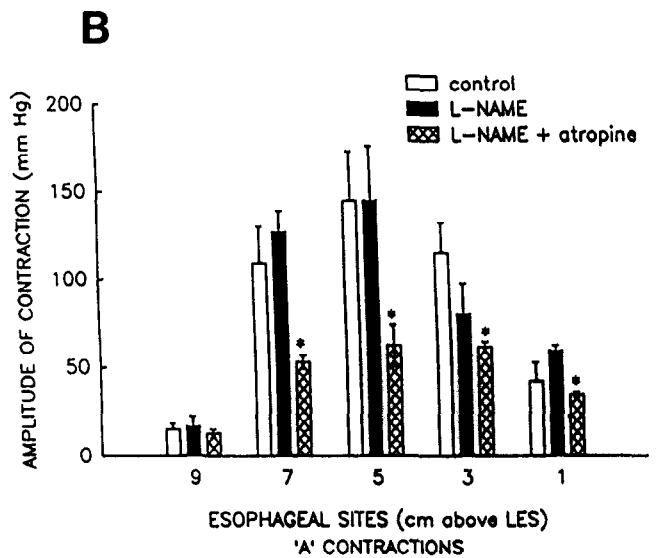 B
control
L-NAME
L-NAME + atropine
AMPLITUDE OF CONTRACTION (mm Hg)
200
150
100
50
0
*
*
*
*
9 7 5 3 1
ESOPHAGEAL SITES (cm above LES)
'A' CONTRACTIONS